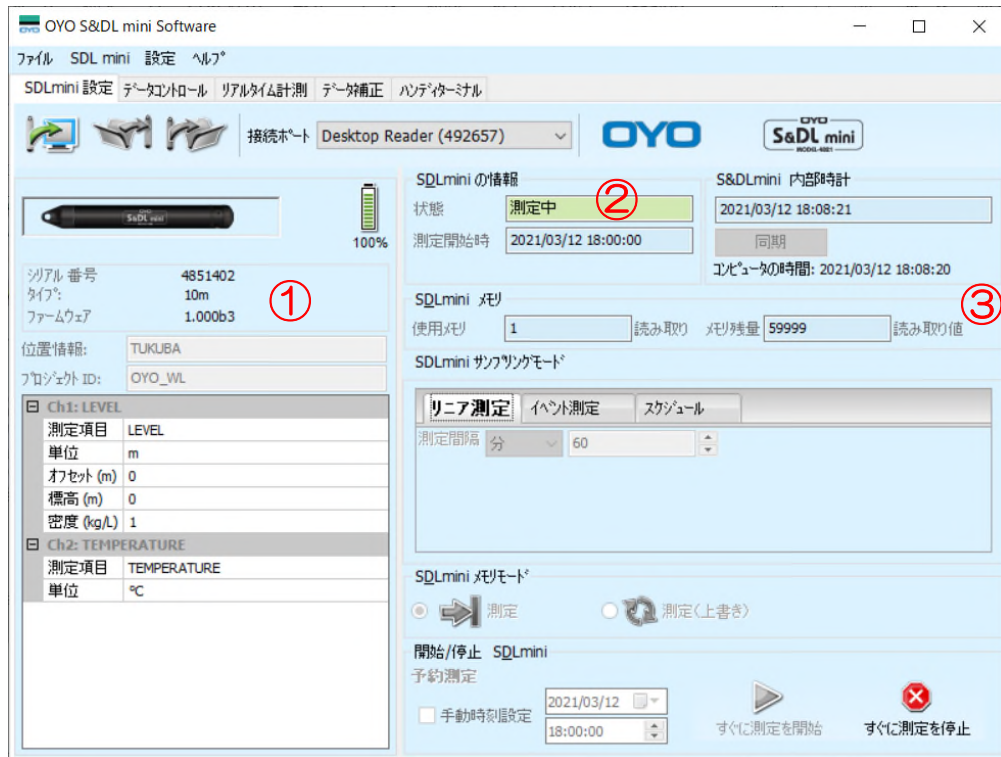 OYO S&DL mini Software
ファイル SDL mini 設定 ヘルプ
SDLmini 設定 データコントロール リアルタイム計測 データ補正 ハンディターミナル
接続ポート Desktop Reader (492657) OYO OYO
S&DL mini
MODEL-4881
S&DL mini
100%
シリアル 番号 4851402
タイプ: 10m
ファームウェア 1.000b3
①
位置情報: TUKUBA
プロジェクト ID: OYO_WL
Ch1: LEVEL
測定項目 LEVEL
単位 m
オフセット (m) 0
標高 (m) 0
密度 (kg/L) 1
Ch2: TEMPERATURE
測定項目 TEMPERATURE
単位 ℃
SDLmini の情報
状態 測定中 ②
測定開始時 2021/03/12 18:00:00
S&DLmini 内部時計
2021/03/12 18:08:21
同期
コンピュータの時間: 2021/03/12 18:08:20
SDLmini メモリ ③
使用メモリ 1 読み取り メモリ残量 59999 読み取り値
SDLmini サンプリングモード
リニア測定 イベント測定 スケジュール
測定間隔 分 60
SDLmini メモリモード
測定 測定(上書き)
開始/停止 SDLmini
予約測定
手動時刻設定 2021/03/12
18:00:00
すぐに測定を開始 すぐに測定を停止